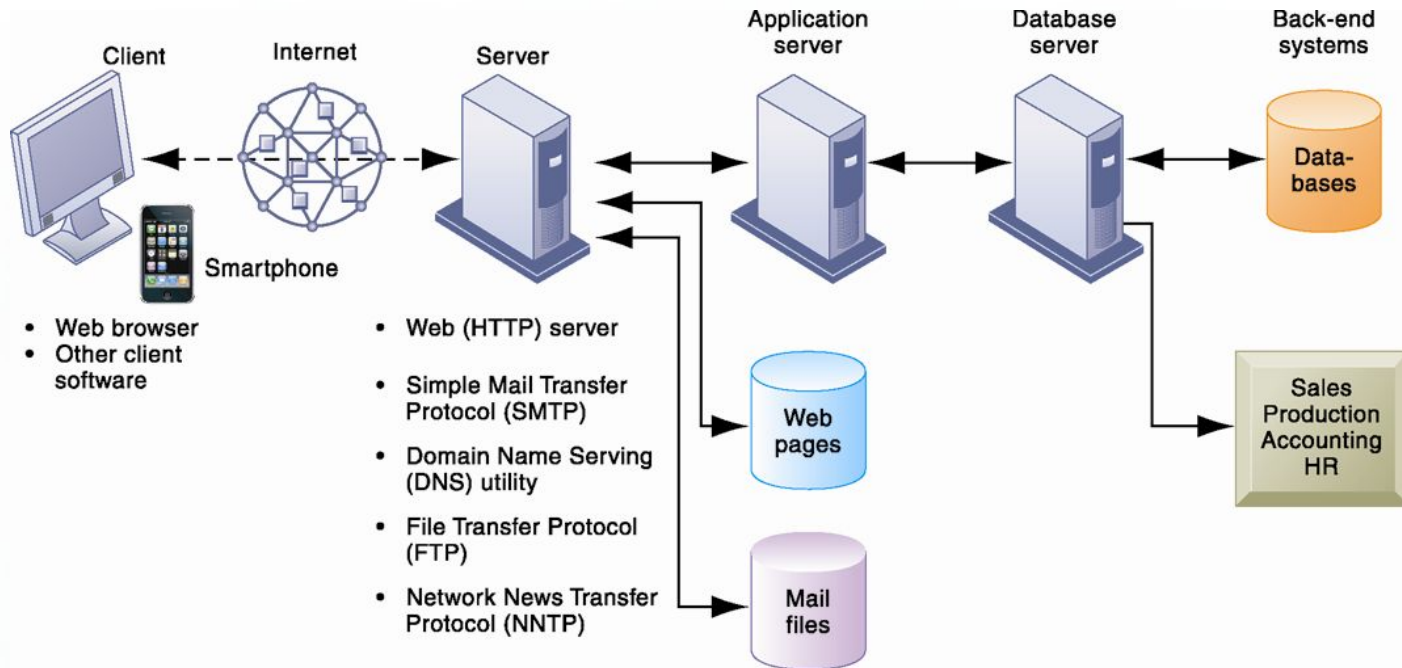 Client
Internet
Server
Application
server
Database
server
Back-end
systems
Smartphone
Data-
bases
• Web browser
• Other client
software
• Web (HTTP) server
• Simple Mail Transfer
Protocol (SMTP)
• Domain Name Serving
(DNS) utility
• File Transfer Protocol
(FTP)
• Network News Transfer
Protocol (NNTP)
Web
pages
Mail
files
Sales
Production
Accounting
HR